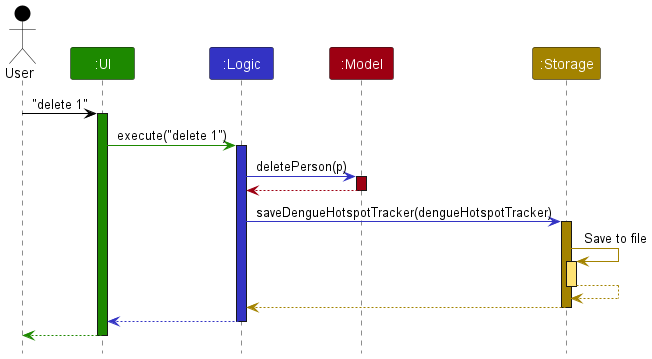 User
:UI
:Logic
:Model
:Storage
"delete 1"
execute("delete 1")
deletePerson(p)
saveDengueHotspotTracker(dengueHotspotTracker)
Save to file